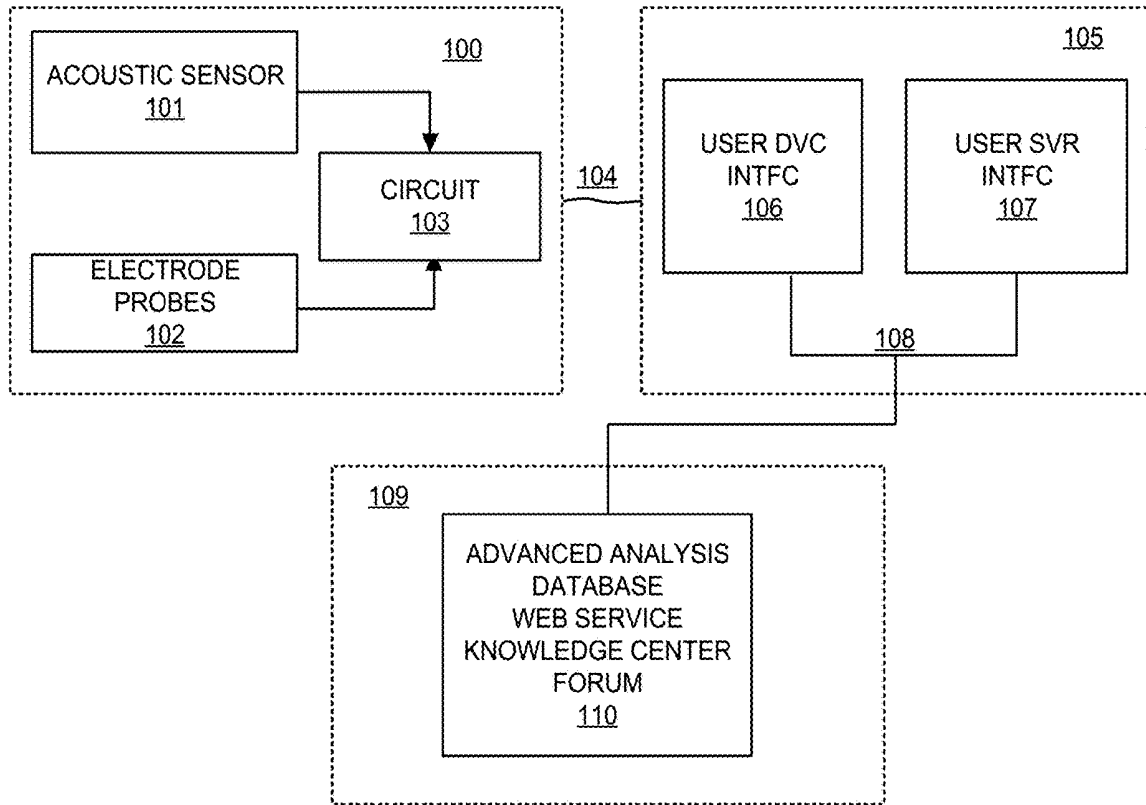 100
ACOUSTIC SENSOR
101
CIRCUIT
103
ELECTRODE
PROBES
102
104
105
USER DVC
INTFC
106
USER SVR
INTFC
107
108
109
ADVANCED ANALYSIS
DATABASE
WEB SERVICE
KNOWLEDGE CENTER
FORUM
110